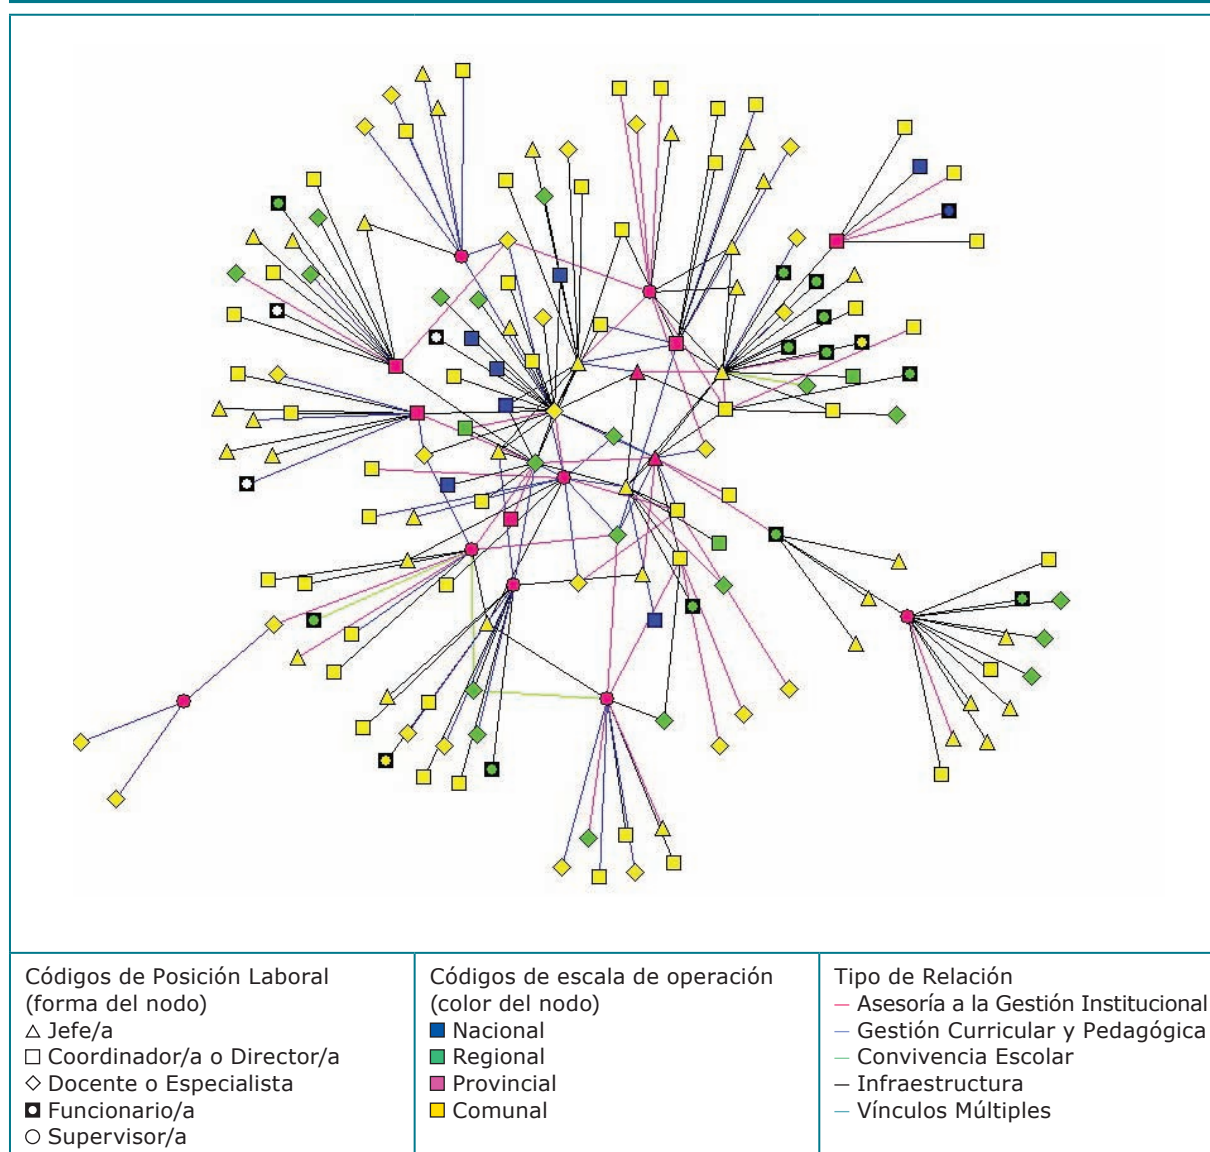 Códigos de Posición Laboral
(forma del nodo)
Jefe/a
Coordinador/a o Director/a
Docente o Especialista
Funcionario/a
Supervisor/a
Códigos de escala de operación
(color del nodo)
Nacional
Regional
Provincial
Comunal
Tipo de Relación
Asesoría a la Gestión Institucional
Gestión Curricular y Pedagógica
Convivencia Escolar
Infraestructura
Vínculos Múltiples